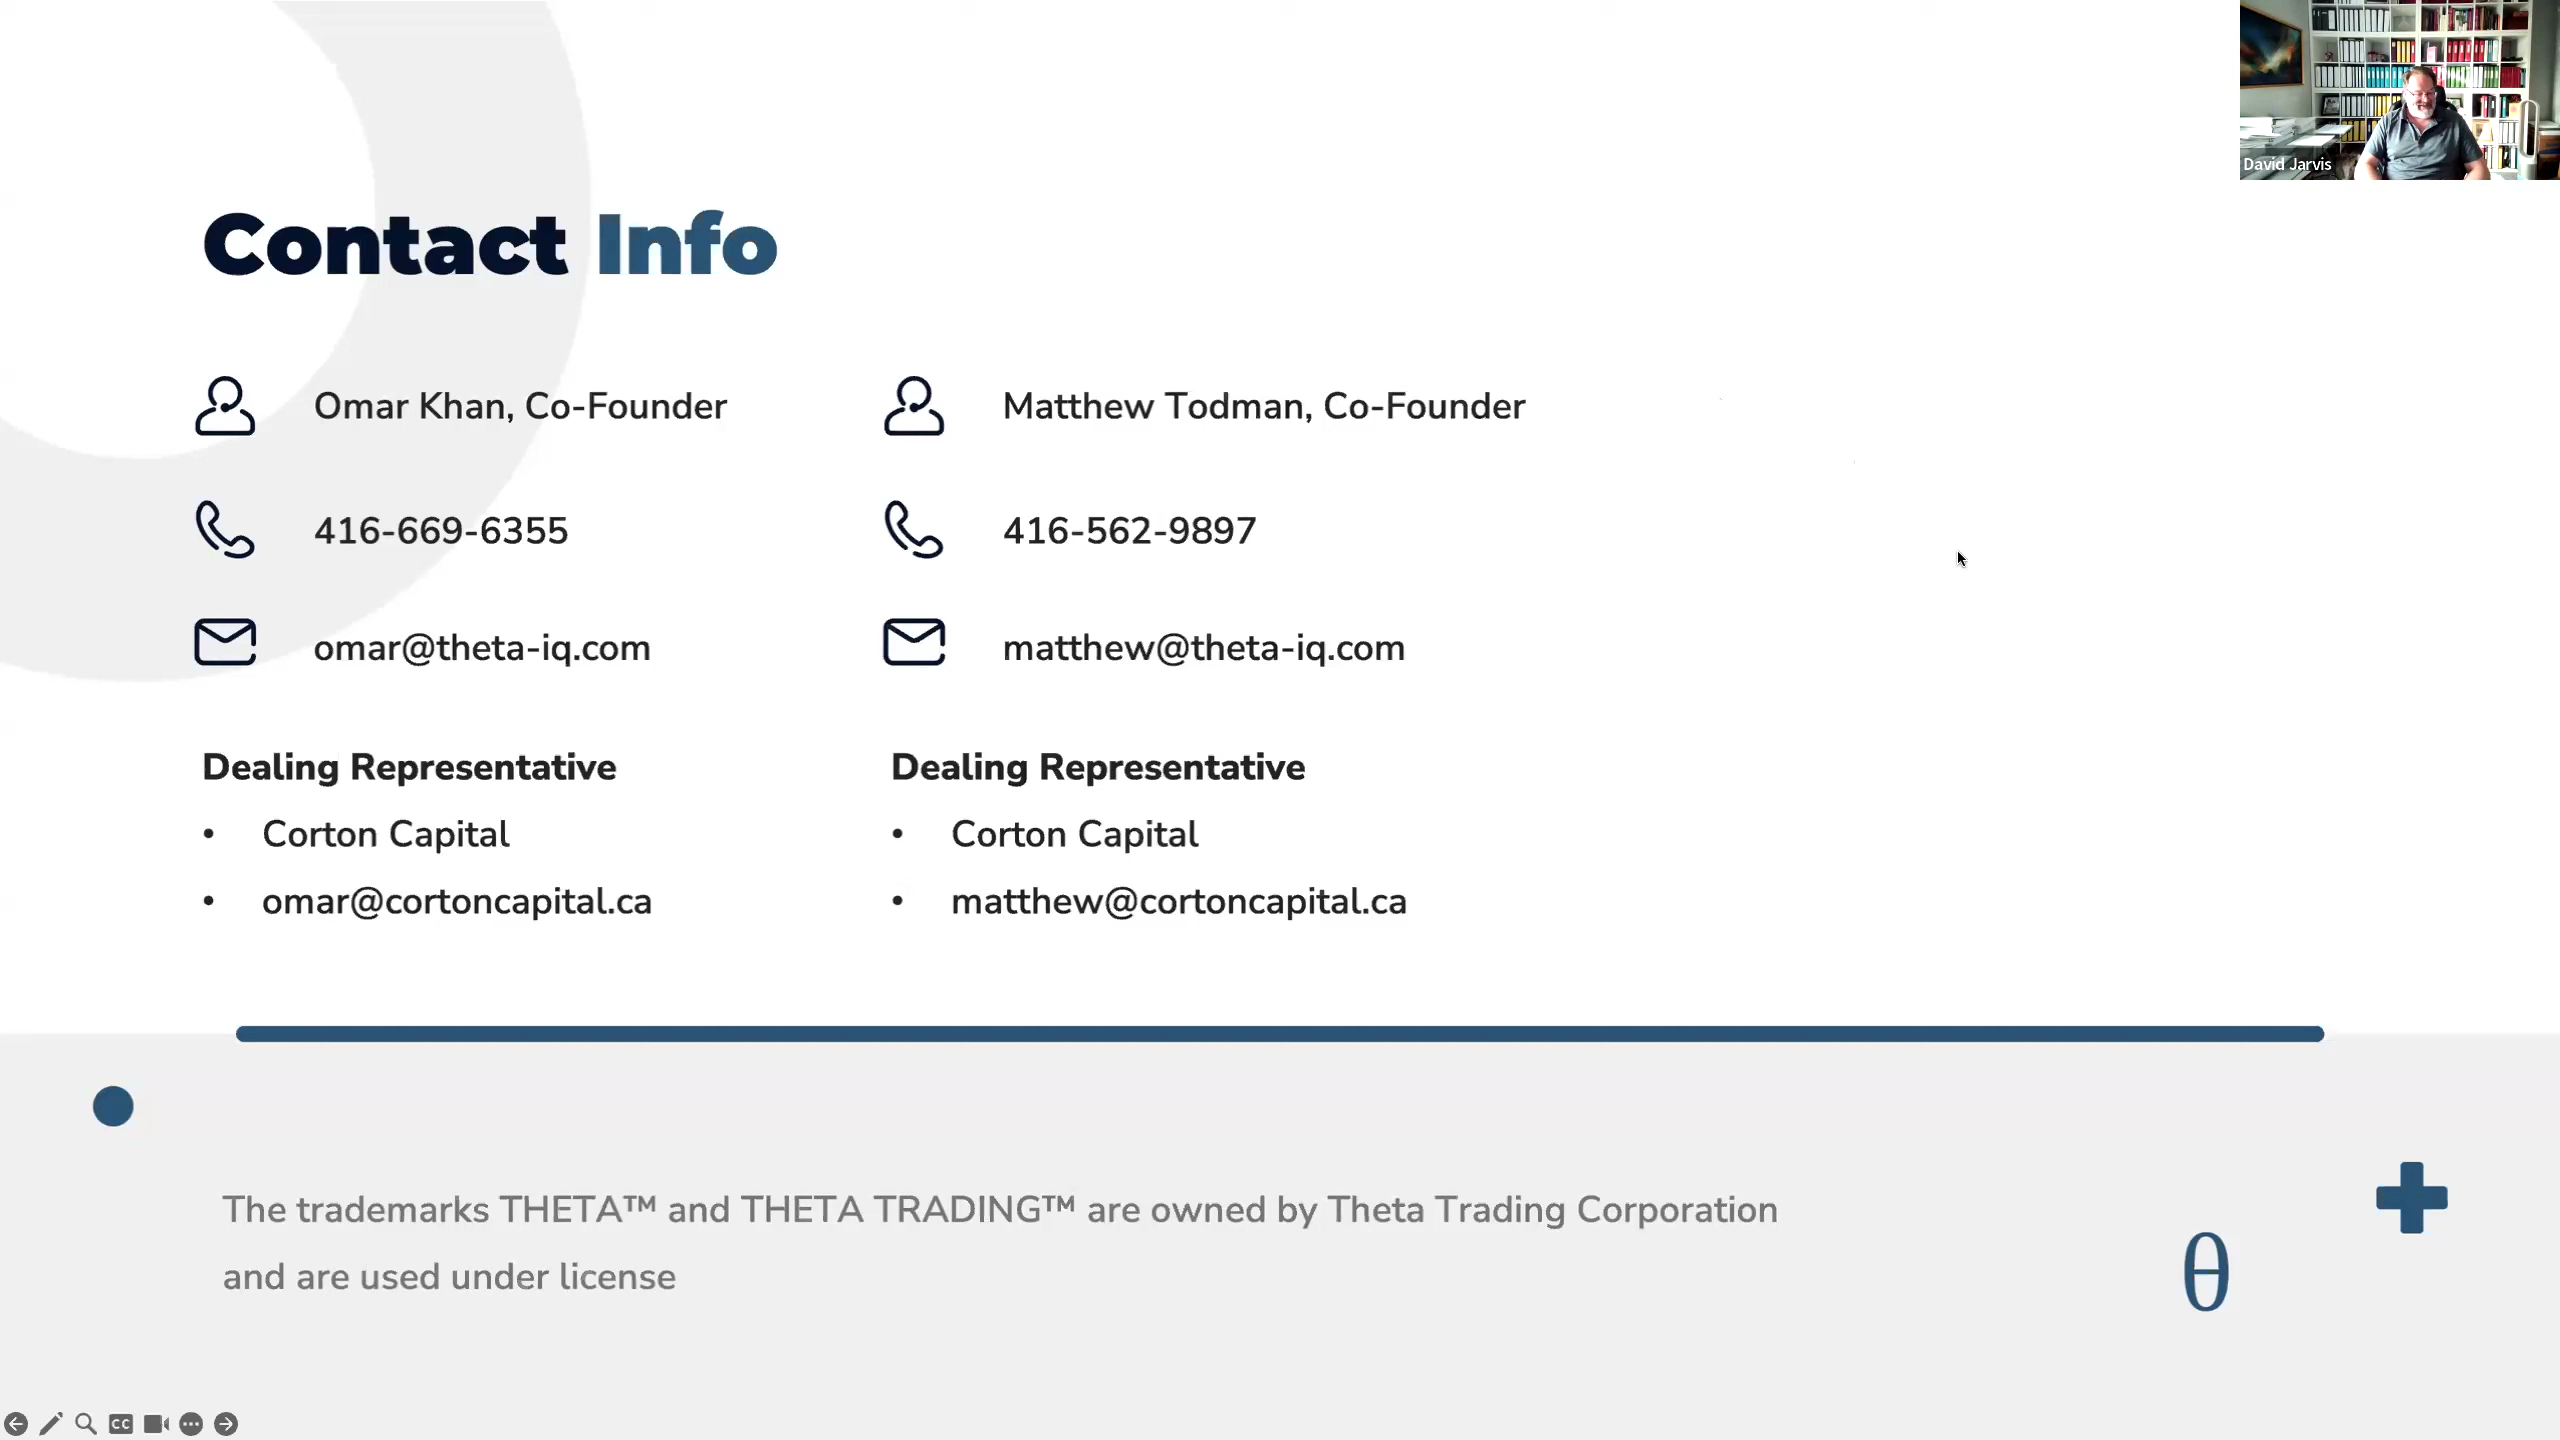 David Jarvis
Contact Info
Omar Khan, Co-Founder
416-669-6355
omar@theta-iq.com
Dealing Representative
• Corton Capital
• omar@cortoncapital.ca
Matthew Todman, Co-Founder
416-562-9897
matthew@theta-iq.com
Dealing Representative
• Corton Capital
• matthew@cortoncapital.ca
The trademarks THETA™ and THETA TRADING™ are owned by Theta Trading Corporation
and are used under license
θ
CC